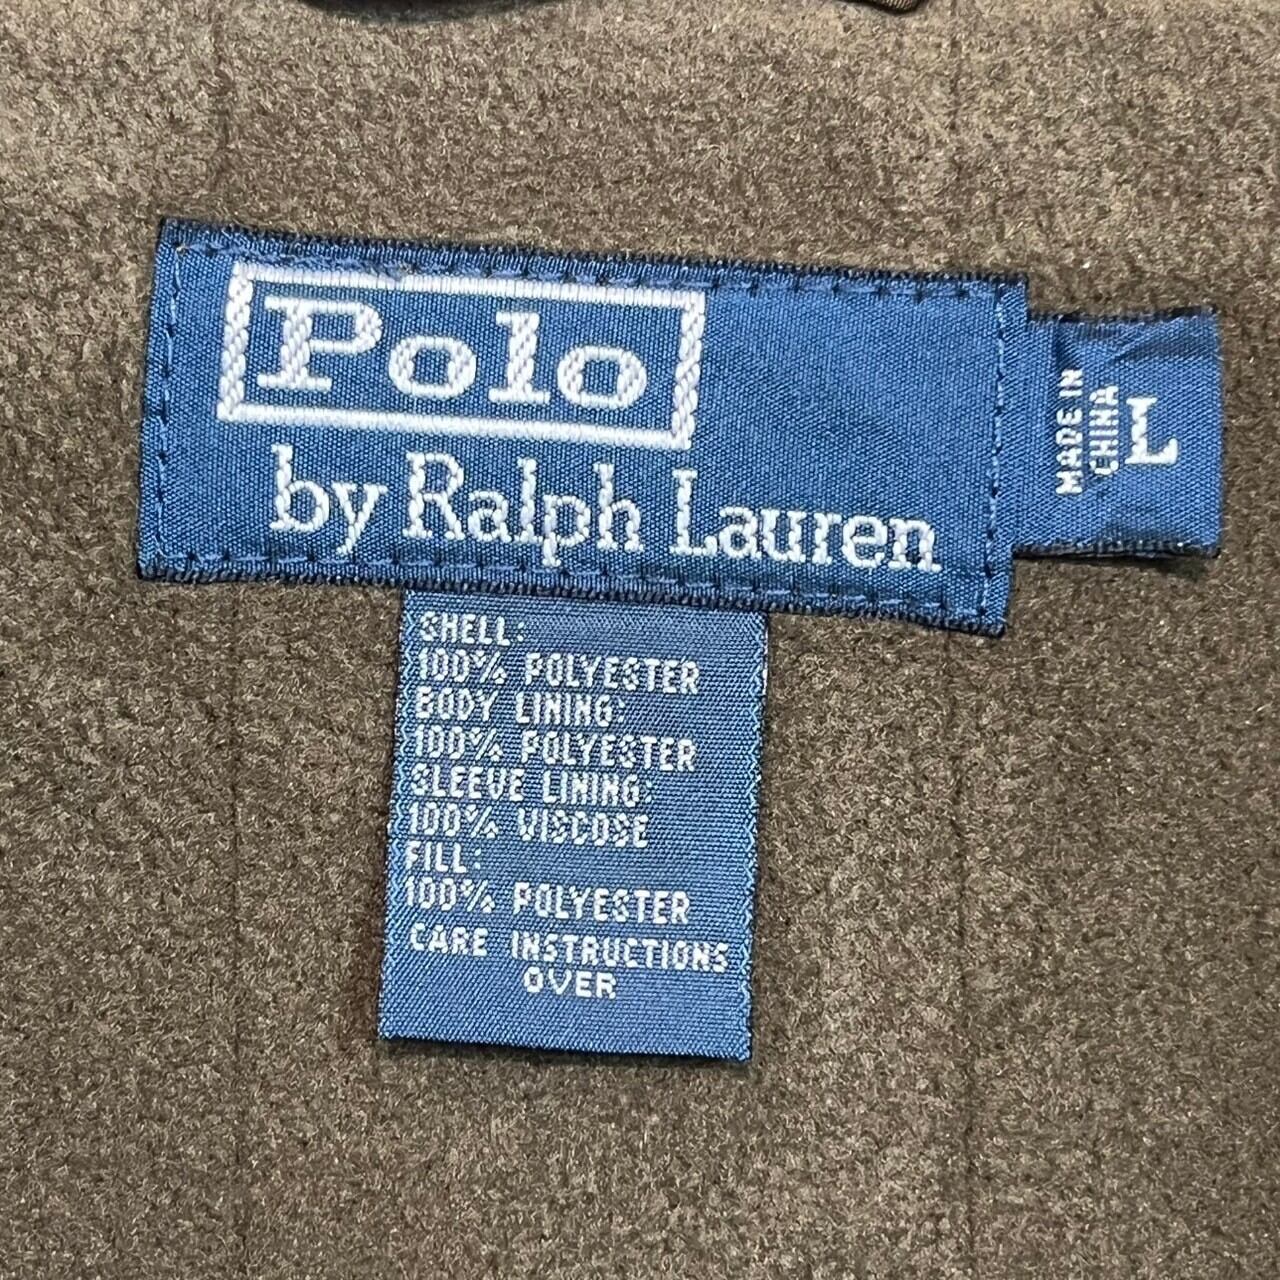 Polo
by Ralph Lauren
MADE IN
CHINA
L
SHELL:
100% POLYESTER
BODY LINING:
100% POLYESTER
SLEEVE LINING:
100% VISCOSE
FILL:
100% POLYESTER
CARE INSTRUCTIONS
OVER